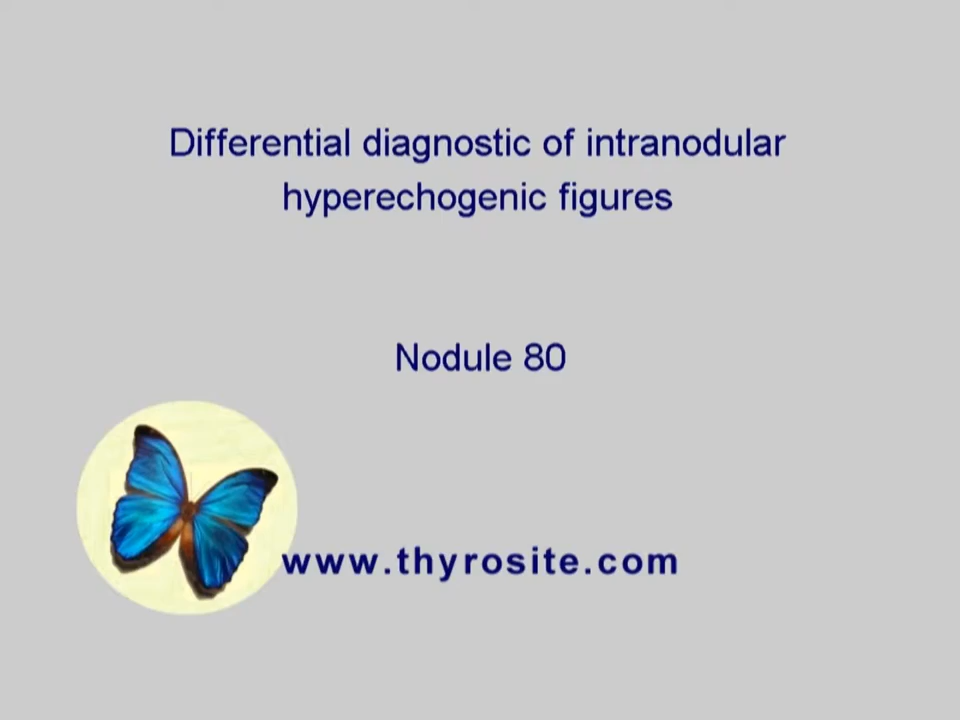 Differential diagnostic of intranodular
hyperechogenic figures
Nodule 80
www.thyrosite.com